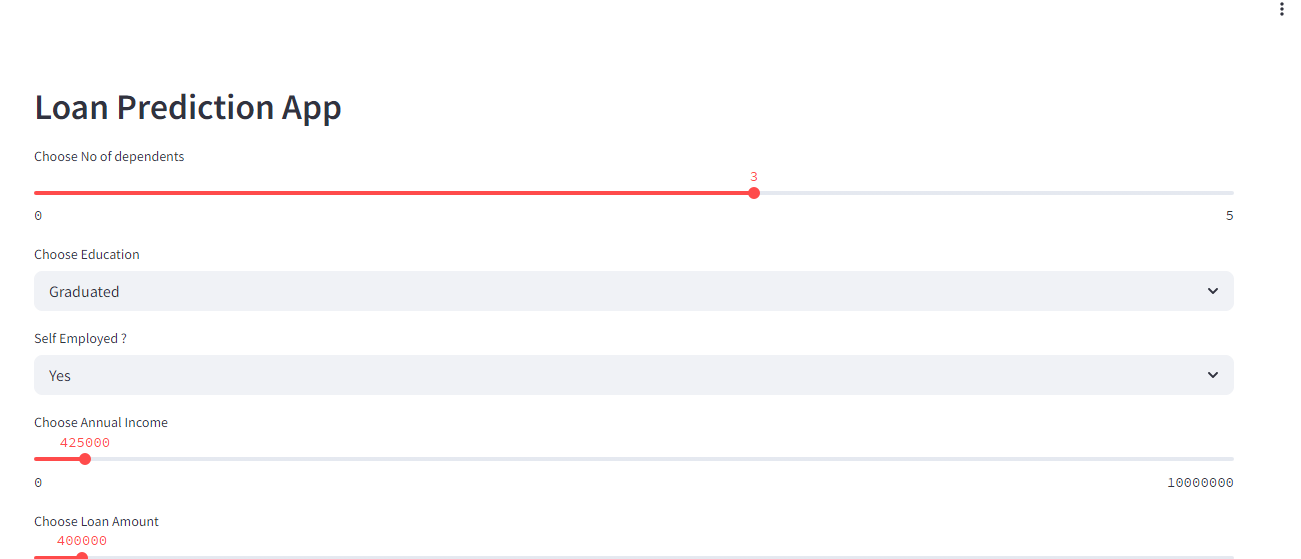 Loan Prediction App
Choose No of dependents
3
0 5
Choose Education
Graduated
Self Employed ?
Yes
Choose Annual Income
425000
0 10000000
Choose Loan Amount
400000